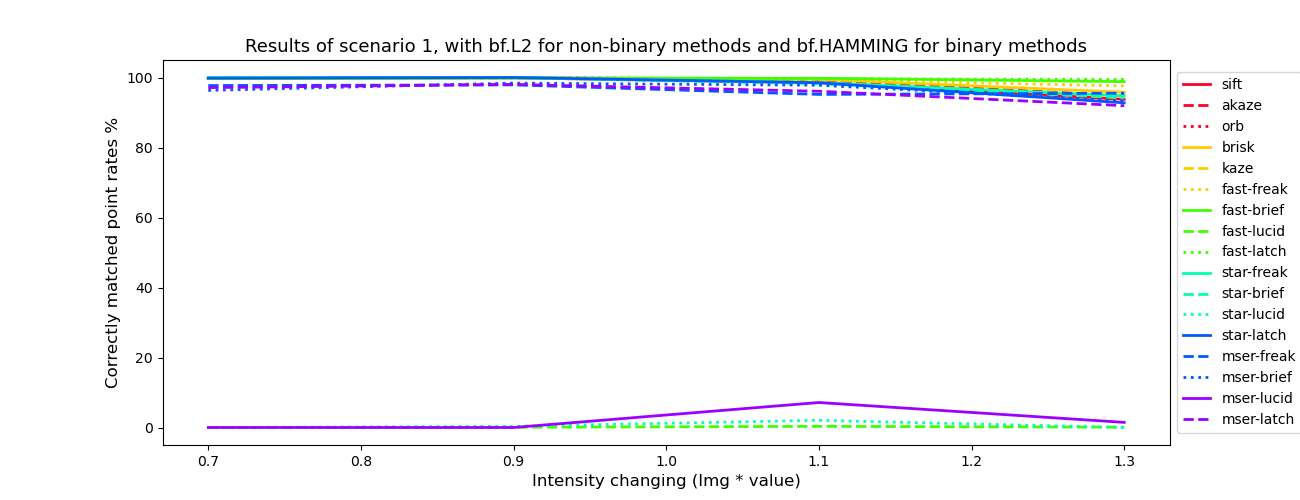 Results of scenario 1, with bf.L2 for non-binary methods and bf.HAMMING for binary methods
Correctly matched point rates %
100
80
60
40
20
0
0.7
0.8
0.9
1.0
1.1
1.2
1.3
Intensity changing (Img * value)
sift
akaze
orb
brisk
kaze
fast-freak
fast-brief
fast-lucid
fast-latch
star-freak
star-brief
star-lucid
star-latch
mser-freak
mser-brief
mser-lucid
mser-latch